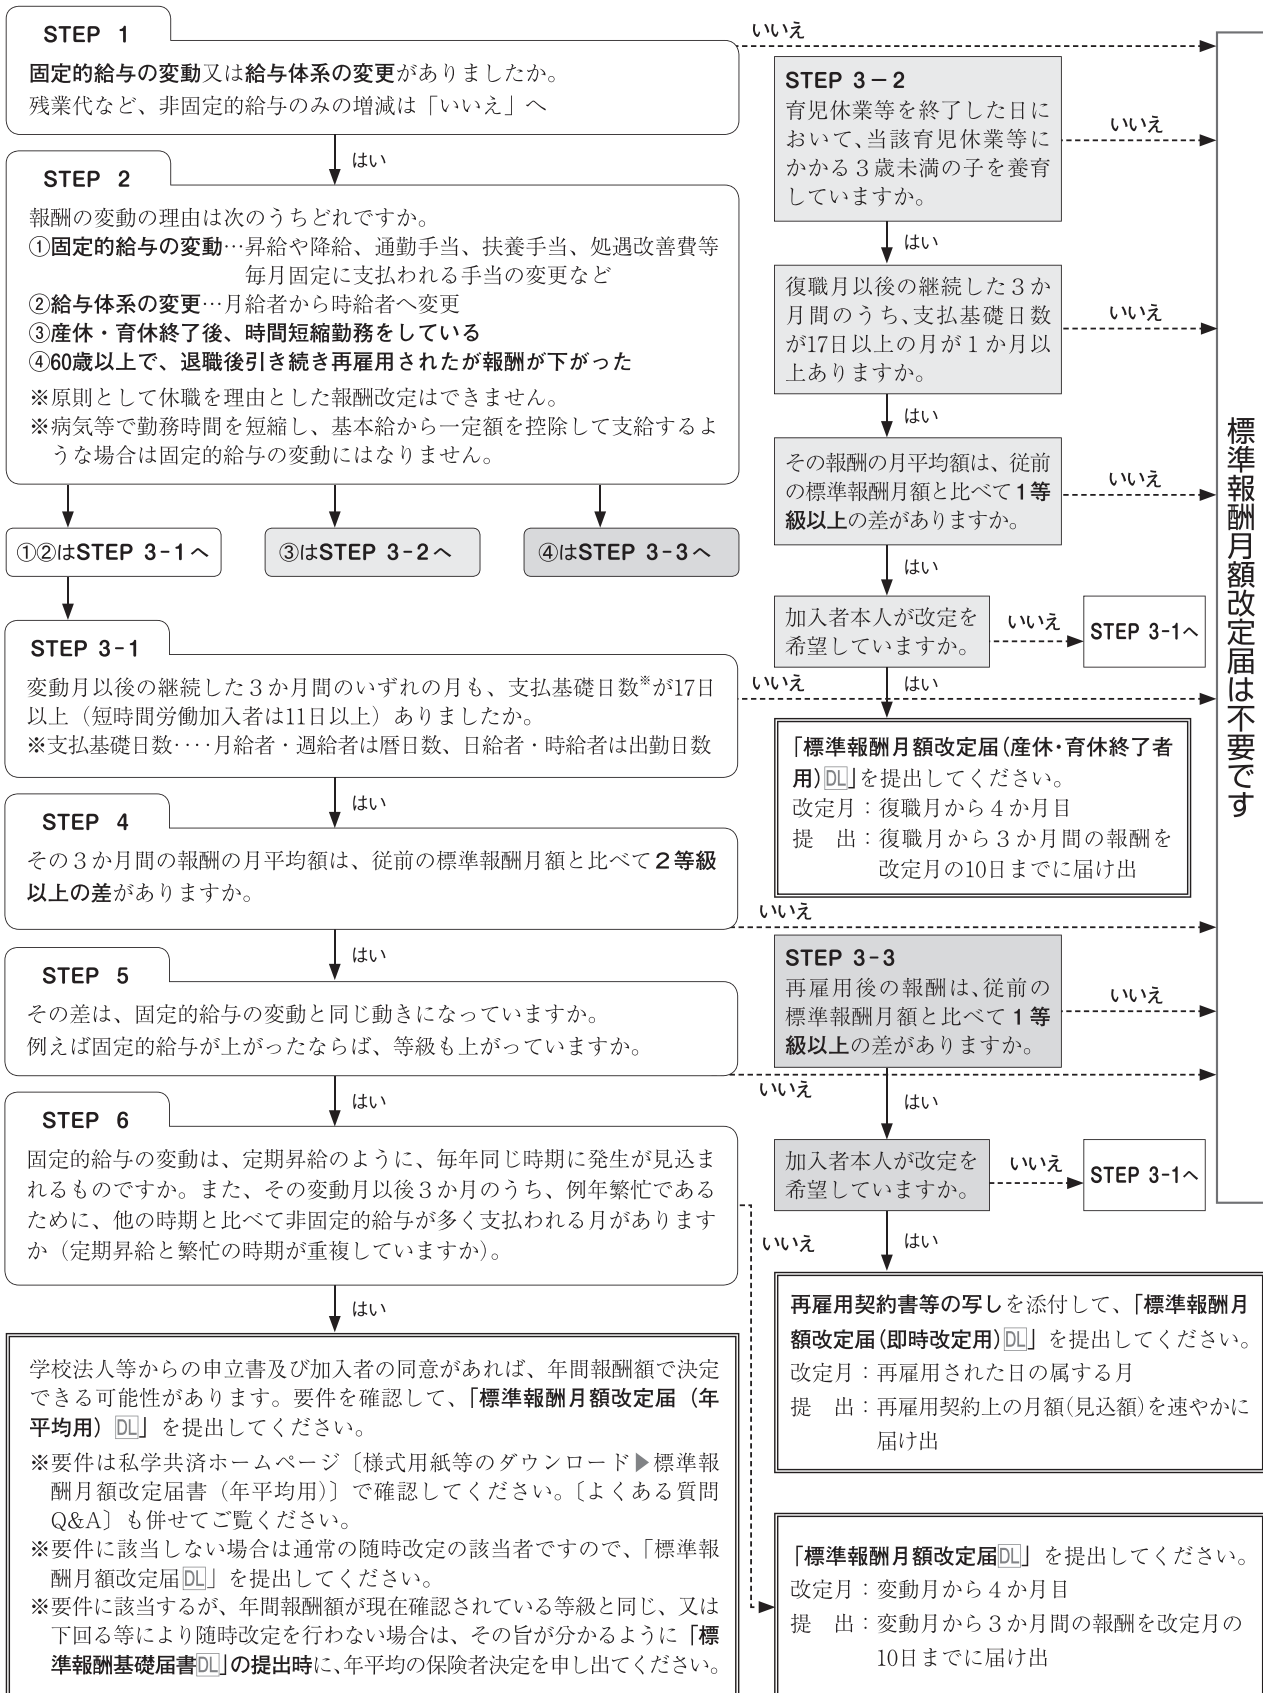 STEP 1
固定的給与の変動又は給与体系の変更がありましたか。
残業代など、非固定的給与のみの増減は「いいえ」へ
いいえ
はい
STEP 2
報酬の変動の理由は次のうちどれですか。
①固定的給与の変動…昇給や降給、通勤手当、扶養手当、処遇改善費等
毎月固定に支払われる手当の変更など
②給与体系の変更…月給者から時給者へ変更
③産休・育休終了後、時間短縮勤務をしている
④60歳以上で、退職後引き続き再雇用されたが報酬が下がった
※原則として休職を理由とした報酬改定はできません。
※病気等で勤務時間を短縮し、基本給から一定額を控除して支給するよ
うな場合は固定的給与の変動にはなりません。
①②はSTEP 3-1へ
③はSTEP 3-2へ
④はSTEP 3-3へ
STEP 3-1
変動月以後の継続した3か月間のいずれの月も、支払基礎日数※が17日
以上（短時間労働加入者は11日以上）ありましたか。
※支払基礎日数‥‥月給者・週給者は暦日数、日給者・時給者は出勤日数
いいえ
はい
STEP 4
その3か月間の報酬の月平均額は、従前の標準報酬月額と比べて2等級
以上の差がありますか。
いいえ
はい
STEP 5
その差は、固定的給与の変動と同じ動きになっていますか。
例えば固定的給与が上がったならば、等級も上がっていますか。
いいえ
はい
STEP 6
固定的給与の変動は、定期昇給のように、毎年同じ時期に発生が見込ま
れるものですか。また、その変動月以後3か月のうち、例年繁忙である
ために、他の時期と比べて非固定的給与が多く支払われる月があります
か（定期昇給と繁忙の時期が重複していますか）。
いいえ
はい
学校法人等からの申立書及び加入者の同意があれば、年間報酬額で決定
できる可能性があります。要件を確認して、「標準報酬月額改定届（年
平均用）DL」を提出してください。
※要件は私学共済ホームページ〔様式用紙等のダウンロード▶標準報
酬月額改定届書（年平均用）〕で確認してください。〔よくある質問
Q&A〕も併せてご覧ください。
※要件に該当しない場合は通常の随時改定の該当者ですので、「標準報
酬月額改定届DL」を提出してください。
※要件に該当するが、年間報酬額が現在確認されている等級と同じ、又は
下回る等により随時改定を行わない場合は、その旨が分かるように「標
準報酬基礎届書DL」の提出時に、年平均の保険者決定を申し出てください。
STEP 3-2
育児休業等を終了した日に
おいて、当該育児休業等に
かかる3歳未満の子を養育
していますか。
いいえ
はい
復職月以後の継続した3か
月間のうち、支払基礎日数
が17日以上の月が1か月以
上ありますか。
いいえ
はい
その報酬の月平均額は、従前
の標準報酬月額と比べて1等
級以上の差がありますか。
いいえ
はい
加入者本人が改定を
希望していますか。
いいえ
STEP 3-1へ
はい
「標準報酬月額改定届(産休・育休終了者
用)DL」を提出してください。
改定月：復職月から4か月目
提 出：復職月から3か月間の報酬を
改定月の10日までに届け出
STEP 3-3
再雇用後の報酬は、従前の
標準報酬月額と比べて1等
級以上の差がありますか。
いいえ
はい
加入者本人が改定を
希望していますか。
いいえ
STEP 3-1へ
はい
再雇用契約書等の写しを添付して、「標準報酬月
額改定届(即時改定用)DL」を提出してください。
改定月：再雇用された日の属する月
提 出：再雇用契約上の月額(見込額)を速やかに
届け出
「標準報酬月額改定届DL」を提出してください。
改定月：変動月から4か月目
提 出：変動月から3か月間の報酬を改定月の
10日までに届け出
標準報酬月額改定届は不要です